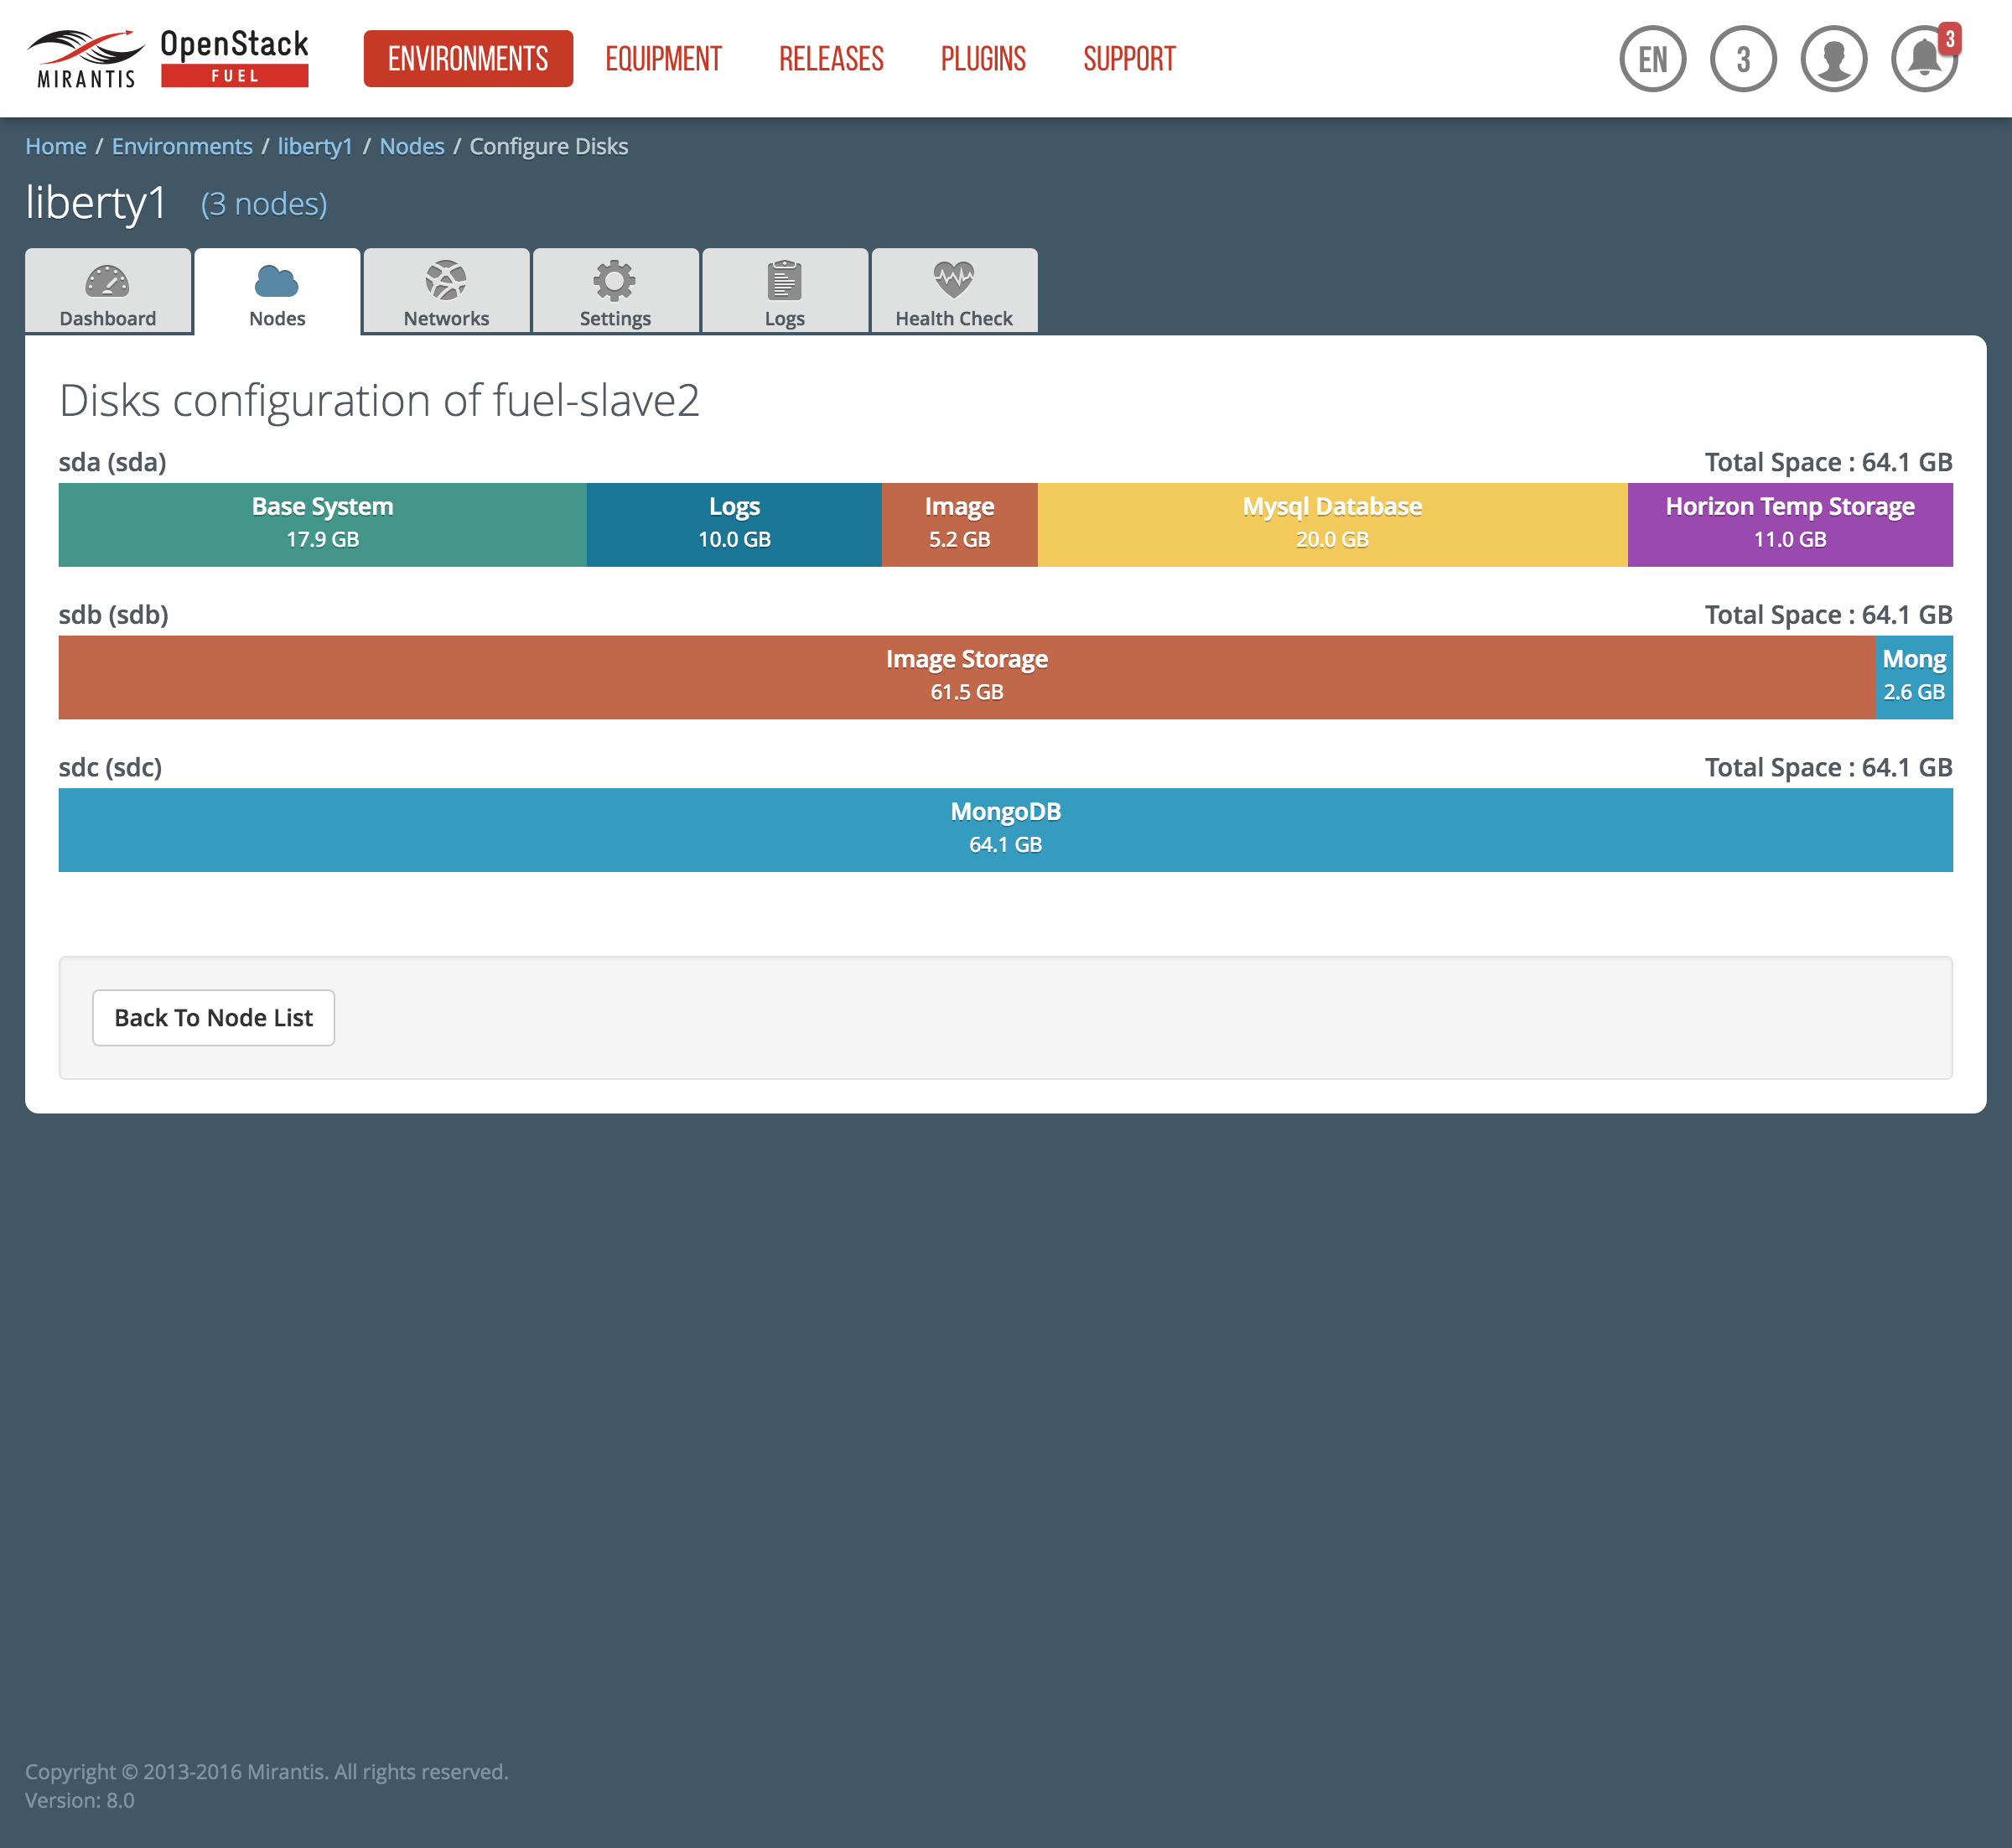 MIRANTIS OpenStack FUEL
ENVIRONMENTS EQUIPMENT RELEASES PLUGINS SUPPORT EN 3 3
Home / Environments / liberty1 / Nodes / Configure Disks
liberty1 (3 nodes)
Dashboard Nodes Networks Settings Logs Health Check
Disks configuration of fuel-slave2
sda (sda) Total Space : 64.1 GB
Base System Logs Image Mysql Database Horizon Temp Storage
17.9 GB 10.0 GB 5.2 GB 20.0 GB 11.0 GB
sdb (sdb) Total Space : 64.1 GB
Image Storage Mong
61.5 GB 2.6 GB
sdc (sdc) Total Space : 64.1 GB
MongoDB
64.1 GB
Back To Node List
Copyright © 2013-2016 Mirantis. All rights reserved.
Version: 8.0